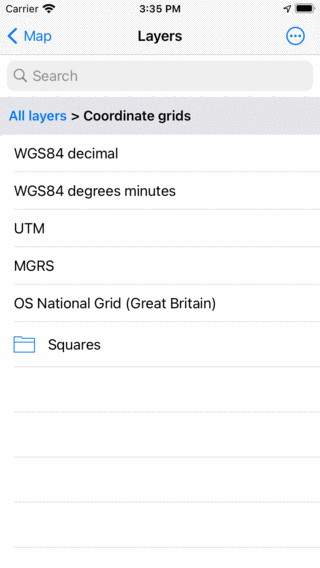 Carrier 3:35 PM
Map Layers
Search
All layers > Coordinate grids
WGS84 decimal
WGS84 degrees minutes
UTM
MGRS
OS National Grid (Great Britain)
Squares